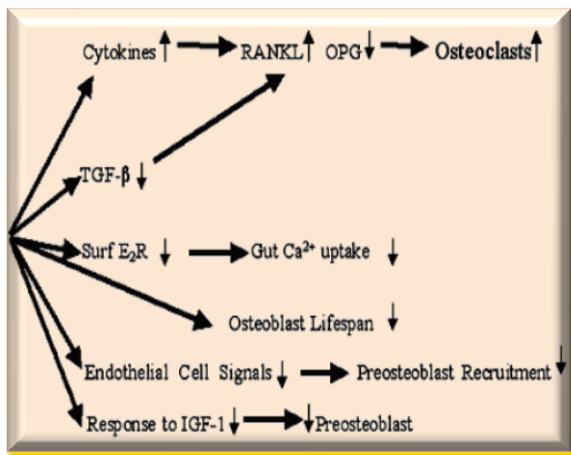 Cytokines ↑ → RANKL ↑ OPG ↓ → Osteoclasts ↑
TGF-β ↓
Surf E₂R ↓ → Gut Ca²⁺ uptake ↓
Osteoblast Lifespan ↓
Endothelial Cell Signals ↓ → Preosteoblast Recruitment ↓
Response to IGF-1 ↓ → ↓ Preosteoblast